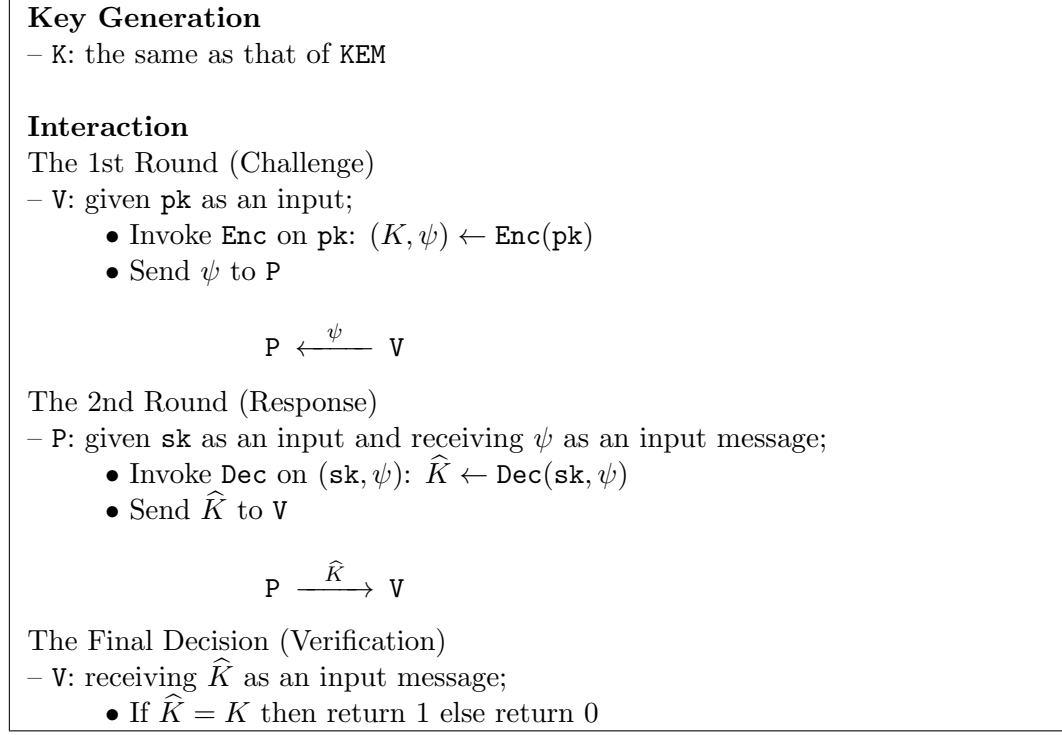 Key Generation
– K: the same as that of KEM
Interaction
The 1st Round (Challenge)
– V: given pk as an input;
• Invoke Enc on pk: (K, ψ) ← Enc(pk)
• Send ψ to P
P ←ψ— V
The 2nd Round (Response)
– P: given sk as an input and receiving ψ as an input message;
• Invoke Dec on (sk, ψ): K̂ ← Dec(sk, ψ)
• Send K̂ to V
P —K̂→ V
The Final Decision (Verification)
– V: receiving K̂ as an input message;
• If K̂ = K then return 1 else return 0